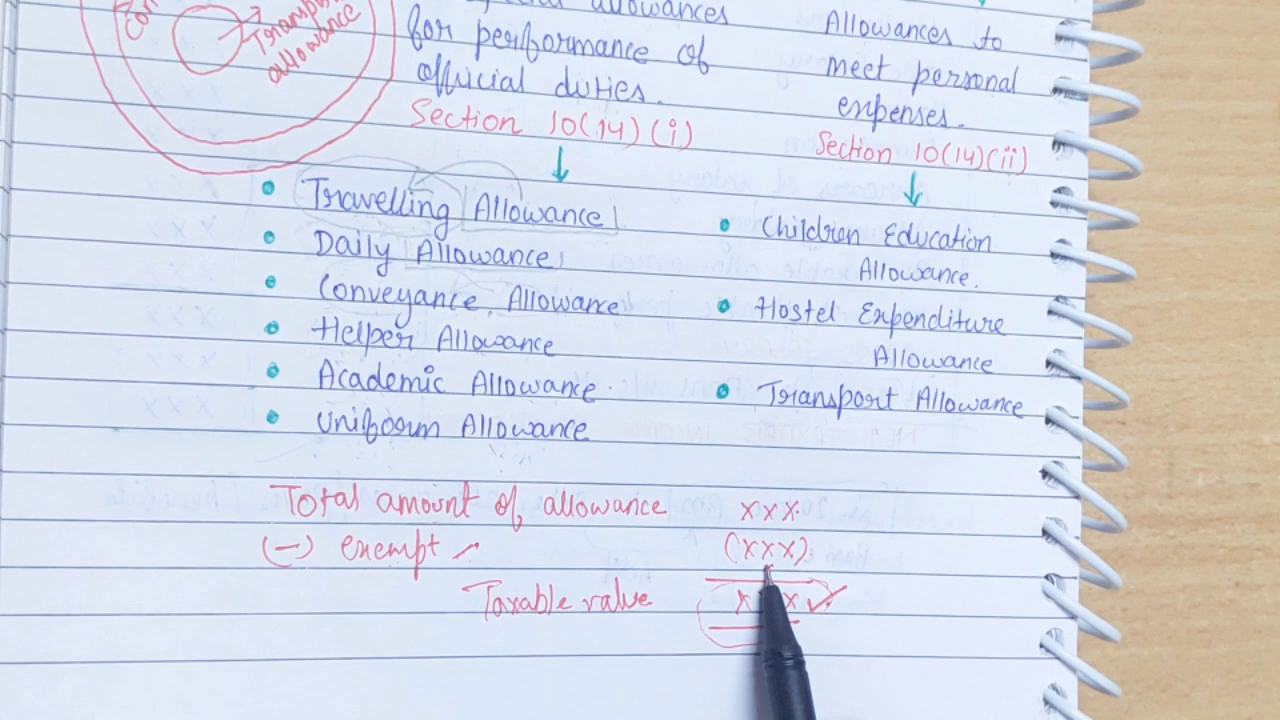 Transport
allowance
allowances
for performance of
official duties.
Section 10(14)(i)
Allowances to
meet personal
expenses.
Section 10(14)(ii)
• Travelling Allowance
• Daily Allowance
• Conveyance Allowance
• Helper Allowance
• Academic Allowance.
• Uniform Allowance
• Children Education
Allowance.
• Hostel Expenditure
Allowance
• Transport Allowance
Total amount of allowance xxx
(-) exempt (xxx)
Taxable value